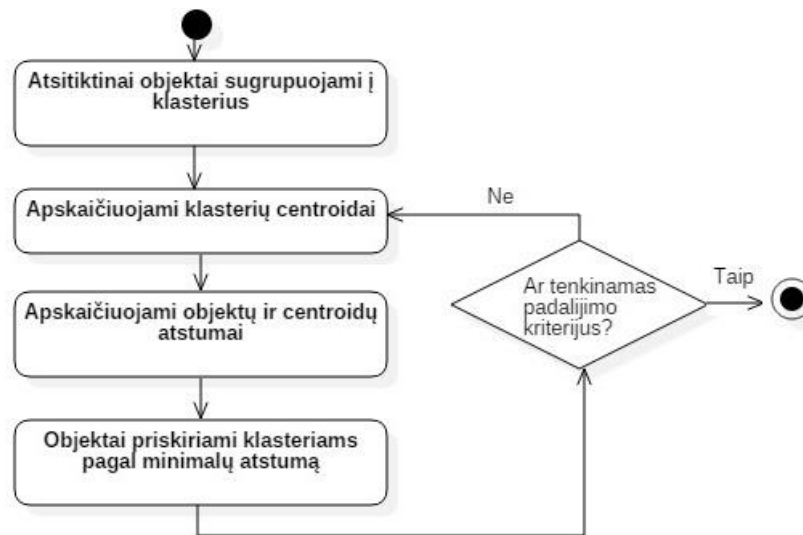 Atsitiktinai objektai sugrupuojami į
klasterius
Apskaičiuojami klasterių centroidai
Apskaičiuojami objektų ir centroidų
atstumai
Objektai priskiriami klasteriams
pagal minimalų atstumą
Ne
Ar tenkinamas
padalijimo
kriterijus?
Taip